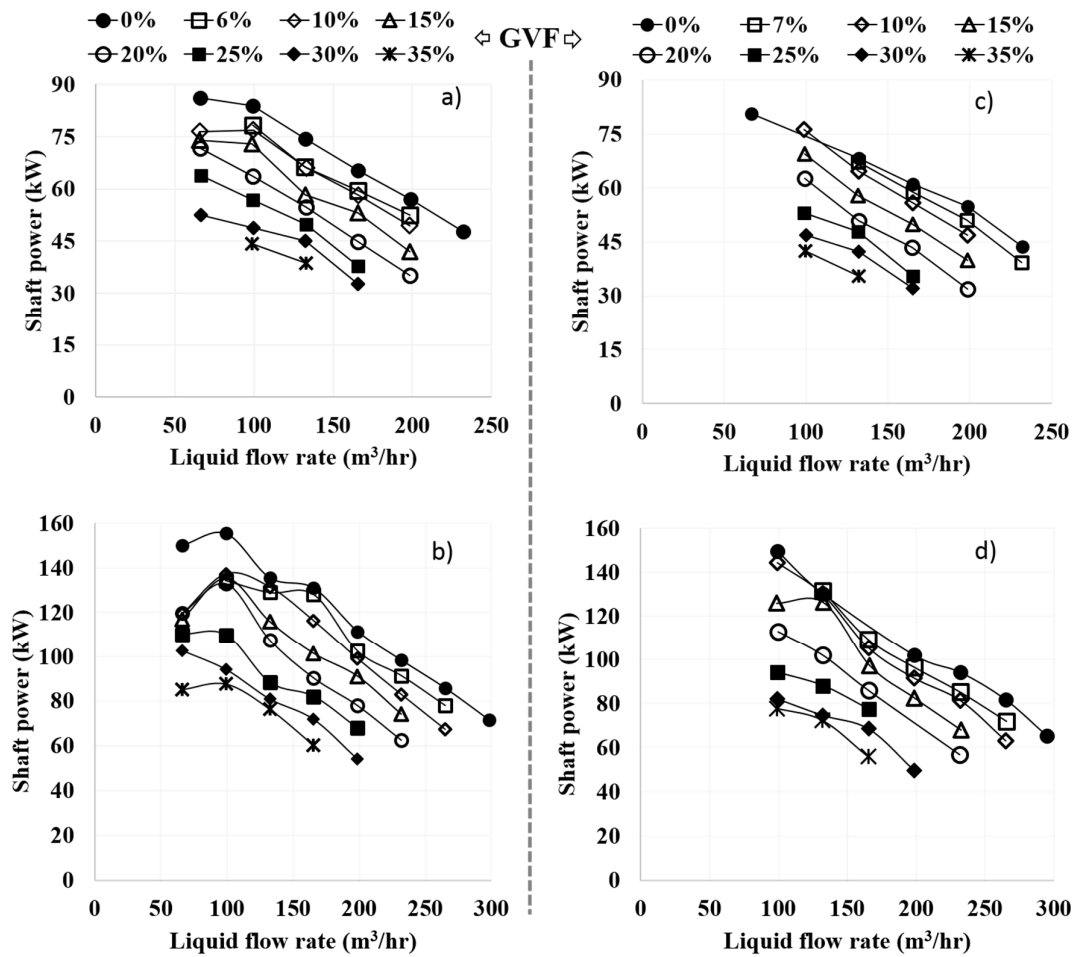 0% 6% 10% 15%
20% 25% 30% 35%
⇦ GVF ⇨
0% 7% 10% 15%
20% 25% 30% 35%
a)
Shaft power (kW)
90
75
60
45
30
15
0
0 50 100 150 200 250
Liquid flow rate (m³/hr)
c)
Shaft power (kW)
90
75
60
45
30
15
0
0 50 100 150 200 250
Liquid flow rate (m³/hr)
b)
Shaft power (kW)
160
140
120
100
80
60
40
20
0
0 50 100 150 200 250 300
Liquid flow rate (m³/hr)
d)
Shaft power (kW)
160
140
120
100
80
60
40
20
0
0 50 100 150 200 250 300
Liquid flow rate (m³/hr)